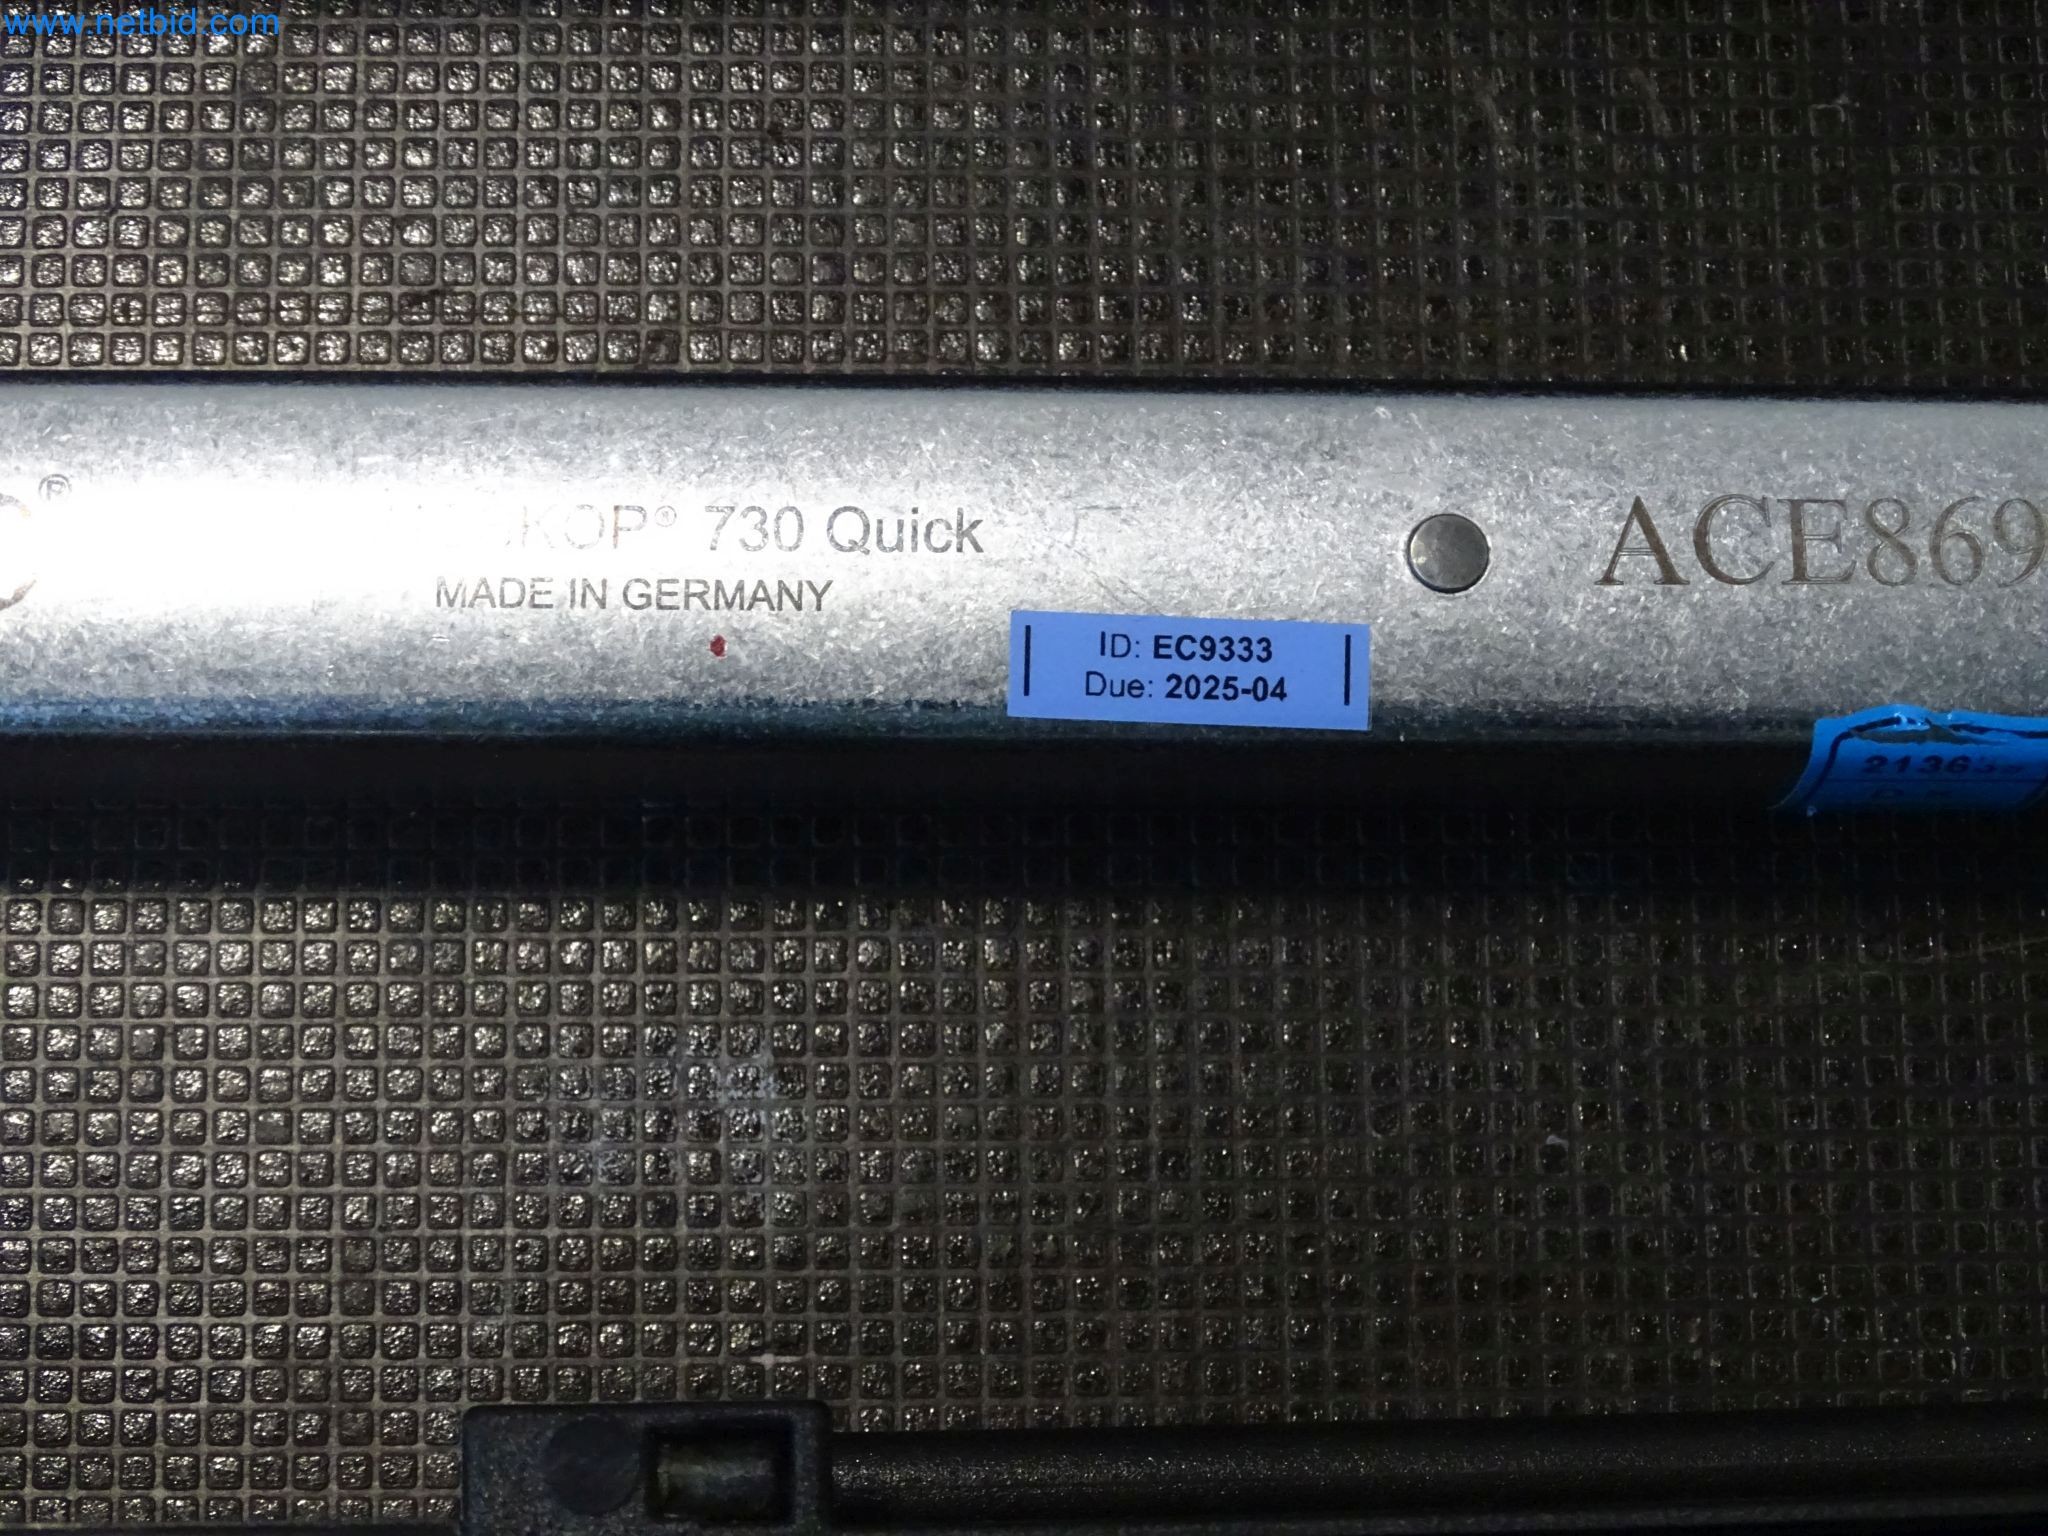 www.netbid.com
730 Quick
MADE IN GERMANY
ACE869
ID: EC9333
Due: 2025-04